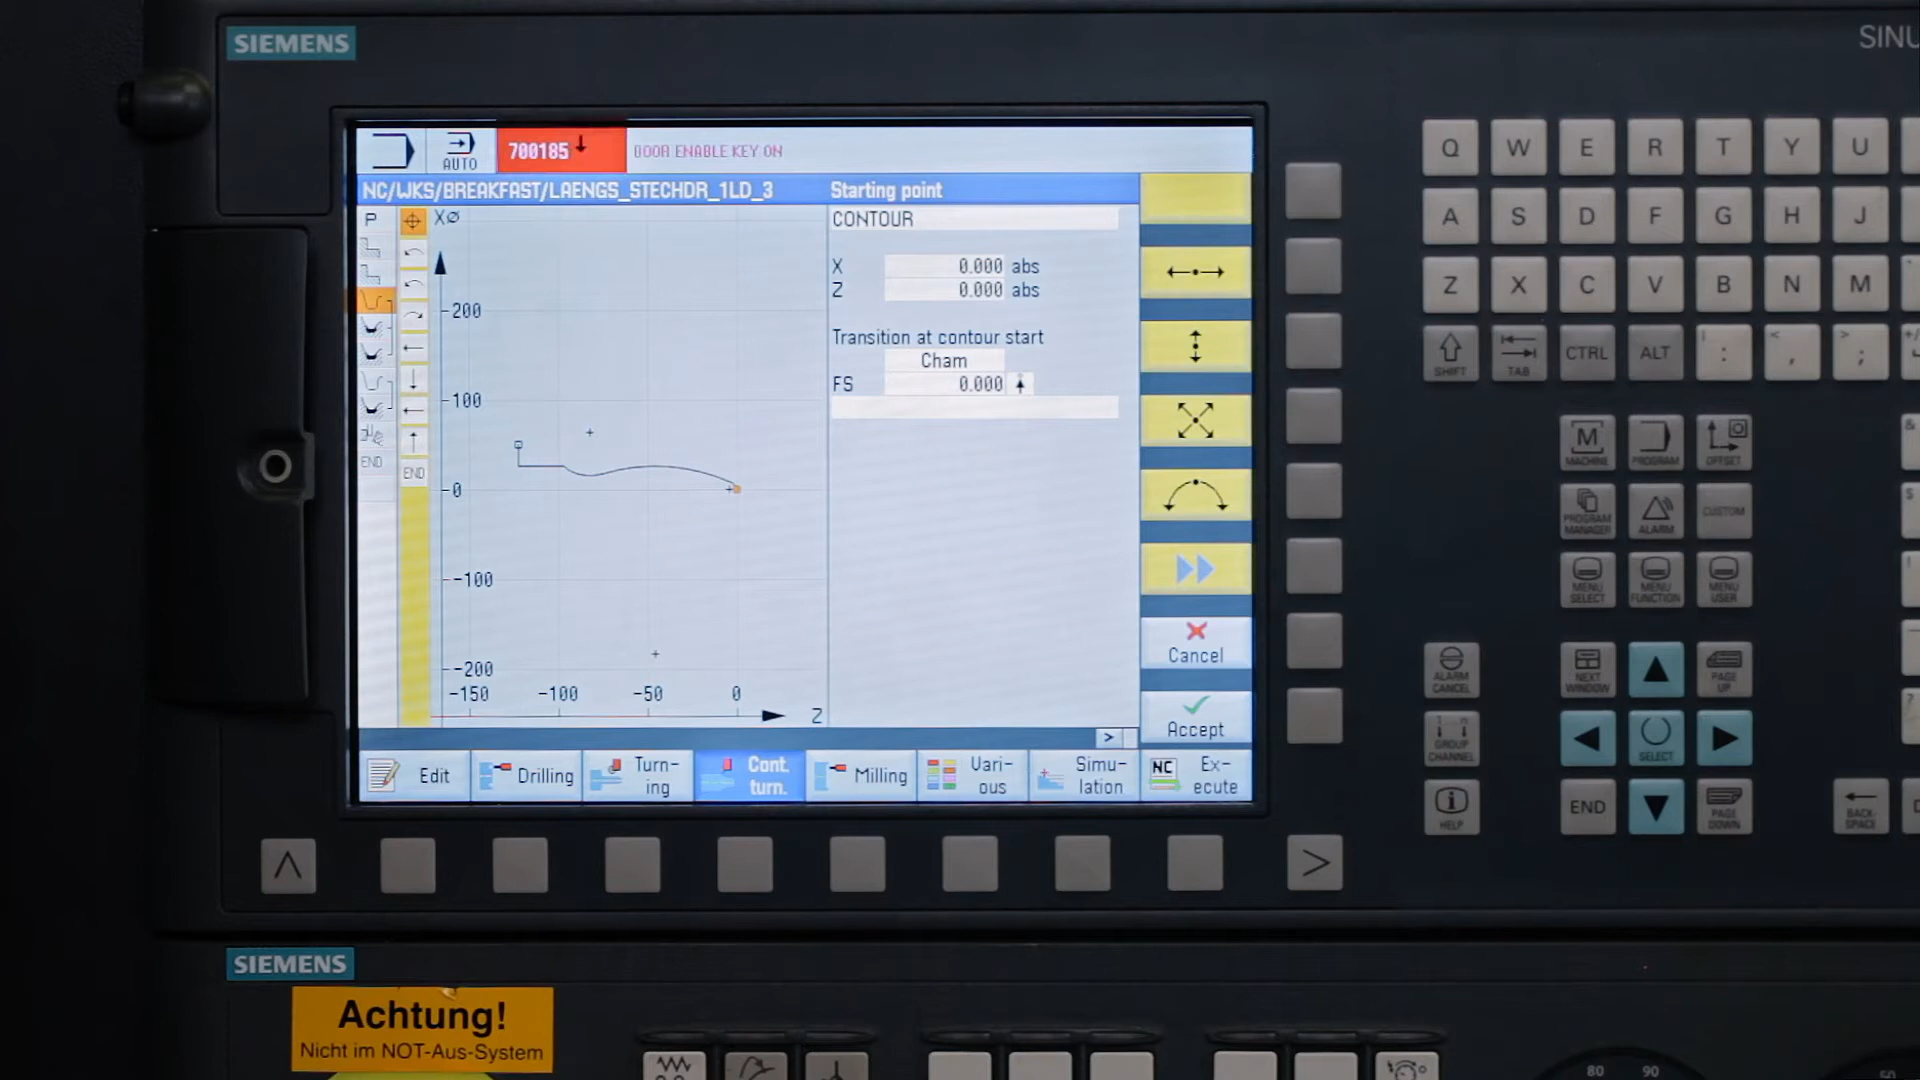 SIEMENS
SINU
AUTO
700185
DOOR ENABLE KEY ON
NC/WKS/BREAKFAST/LAENGS_STECHDR_1LD_3
Starting point
P
END
END
XØ
200
100
0
-100
-200
-150 -100 -50 0
Z
CONTOUR
X 0.000 abs
Z 0.000 abs
Transition at contour start
Cham
FS 0.000
Cancel
Accept
>
Edit
Drilling
Turn-
ing
Cont.
turn.
Milling
Vari-
ous
Simu-
lation
NC
Ex-
ecute
Q W E R T Y U
A S D F G H J
Z X C V B N M
SHIFT
TAB
CTRL
ALT
:
< ,
> ;
M
MACHINE
PROGRAM
OFFSET
PROGRAM
MANAGER
ALARM
CUSTOM
MENU
SELECT
MENU
FUNCTION
MENU
USER
ALARM
CANCEL
NEXT
WINDOW
PAGE
UP
1...n
GROUP
CHANNEL
SELECT
i
HELP
END
PAGE
DOWN
BACK-
SPACE
SIEMENS
Achtung!
Nicht im NOT-Aus-System
80 90